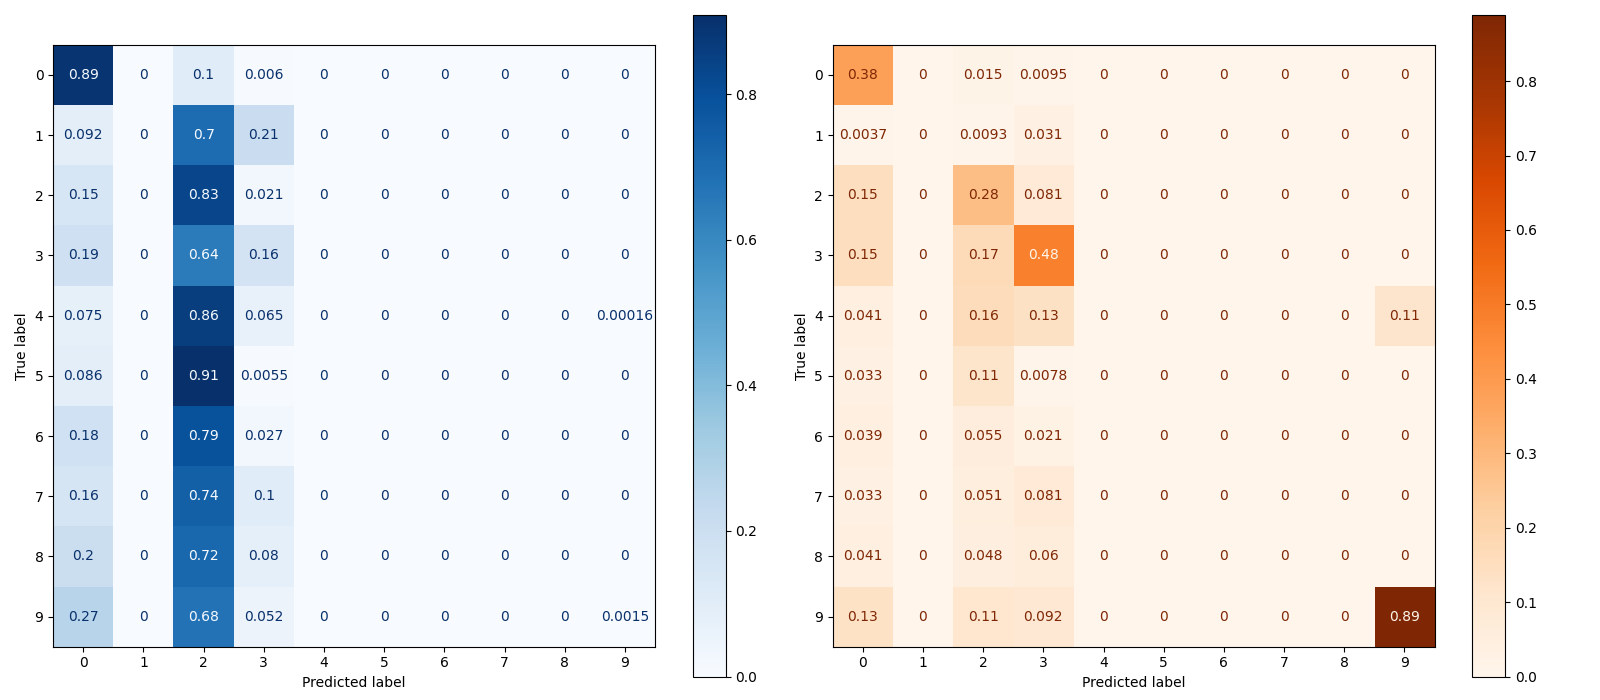 0 0.89 0 0.1 0.006 0 0 0 0 0 0
1 0.092 0 0.7 0.21 0 0 0 0 0 0
2 0.15 0 0.83 0.021 0 0 0 0 0 0
3 0.19 0 0.64 0.16 0 0 0 0 0 0
4 0.075 0 0.86 0.065 0 0 0 0 0 0.00016
5 0.086 0 0.91 0.0055 0 0 0 0 0 0
6 0.18 0 0.79 0.027 0 0 0 0 0 0
7 0.16 0 0.74 0.1 0 0 0 0 0 0
8 0.2 0 0.72 0.08 0 0 0 0 0 0
9 0.27 0 0.68 0.052 0 0 0 0 0 0.0015
0 1 2 3 4 5 6 7 8 9
Predicted label
True label
0.8
0.6
0.4
0.2
0.0
0 0.38 0 0.015 0.0095 0 0 0 0 0 0
1 0.0037 0 0.0093 0.031 0 0 0 0 0 0
2 0.15 0 0.28 0.081 0 0 0 0 0 0
3 0.15 0 0.17 0.48 0 0 0 0 0 0
4 0.041 0 0.16 0.13 0 0 0 0 0 0.11
5 0.033 0 0.11 0.0078 0 0 0 0 0 0
6 0.039 0 0.055 0.021 0 0 0 0 0 0
7 0.033 0 0.051 0.081 0 0 0 0 0 0
8 0.041 0 0.048 0.06 0 0 0 0 0 0
9 0.13 0 0.11 0.092 0 0 0 0 0 0.89
0 1 2 3 4 5 6 7 8 9
Predicted label
True label
0.8
0.7
0.6
0.5
0.4
0.3
0.2
0.1
0.0